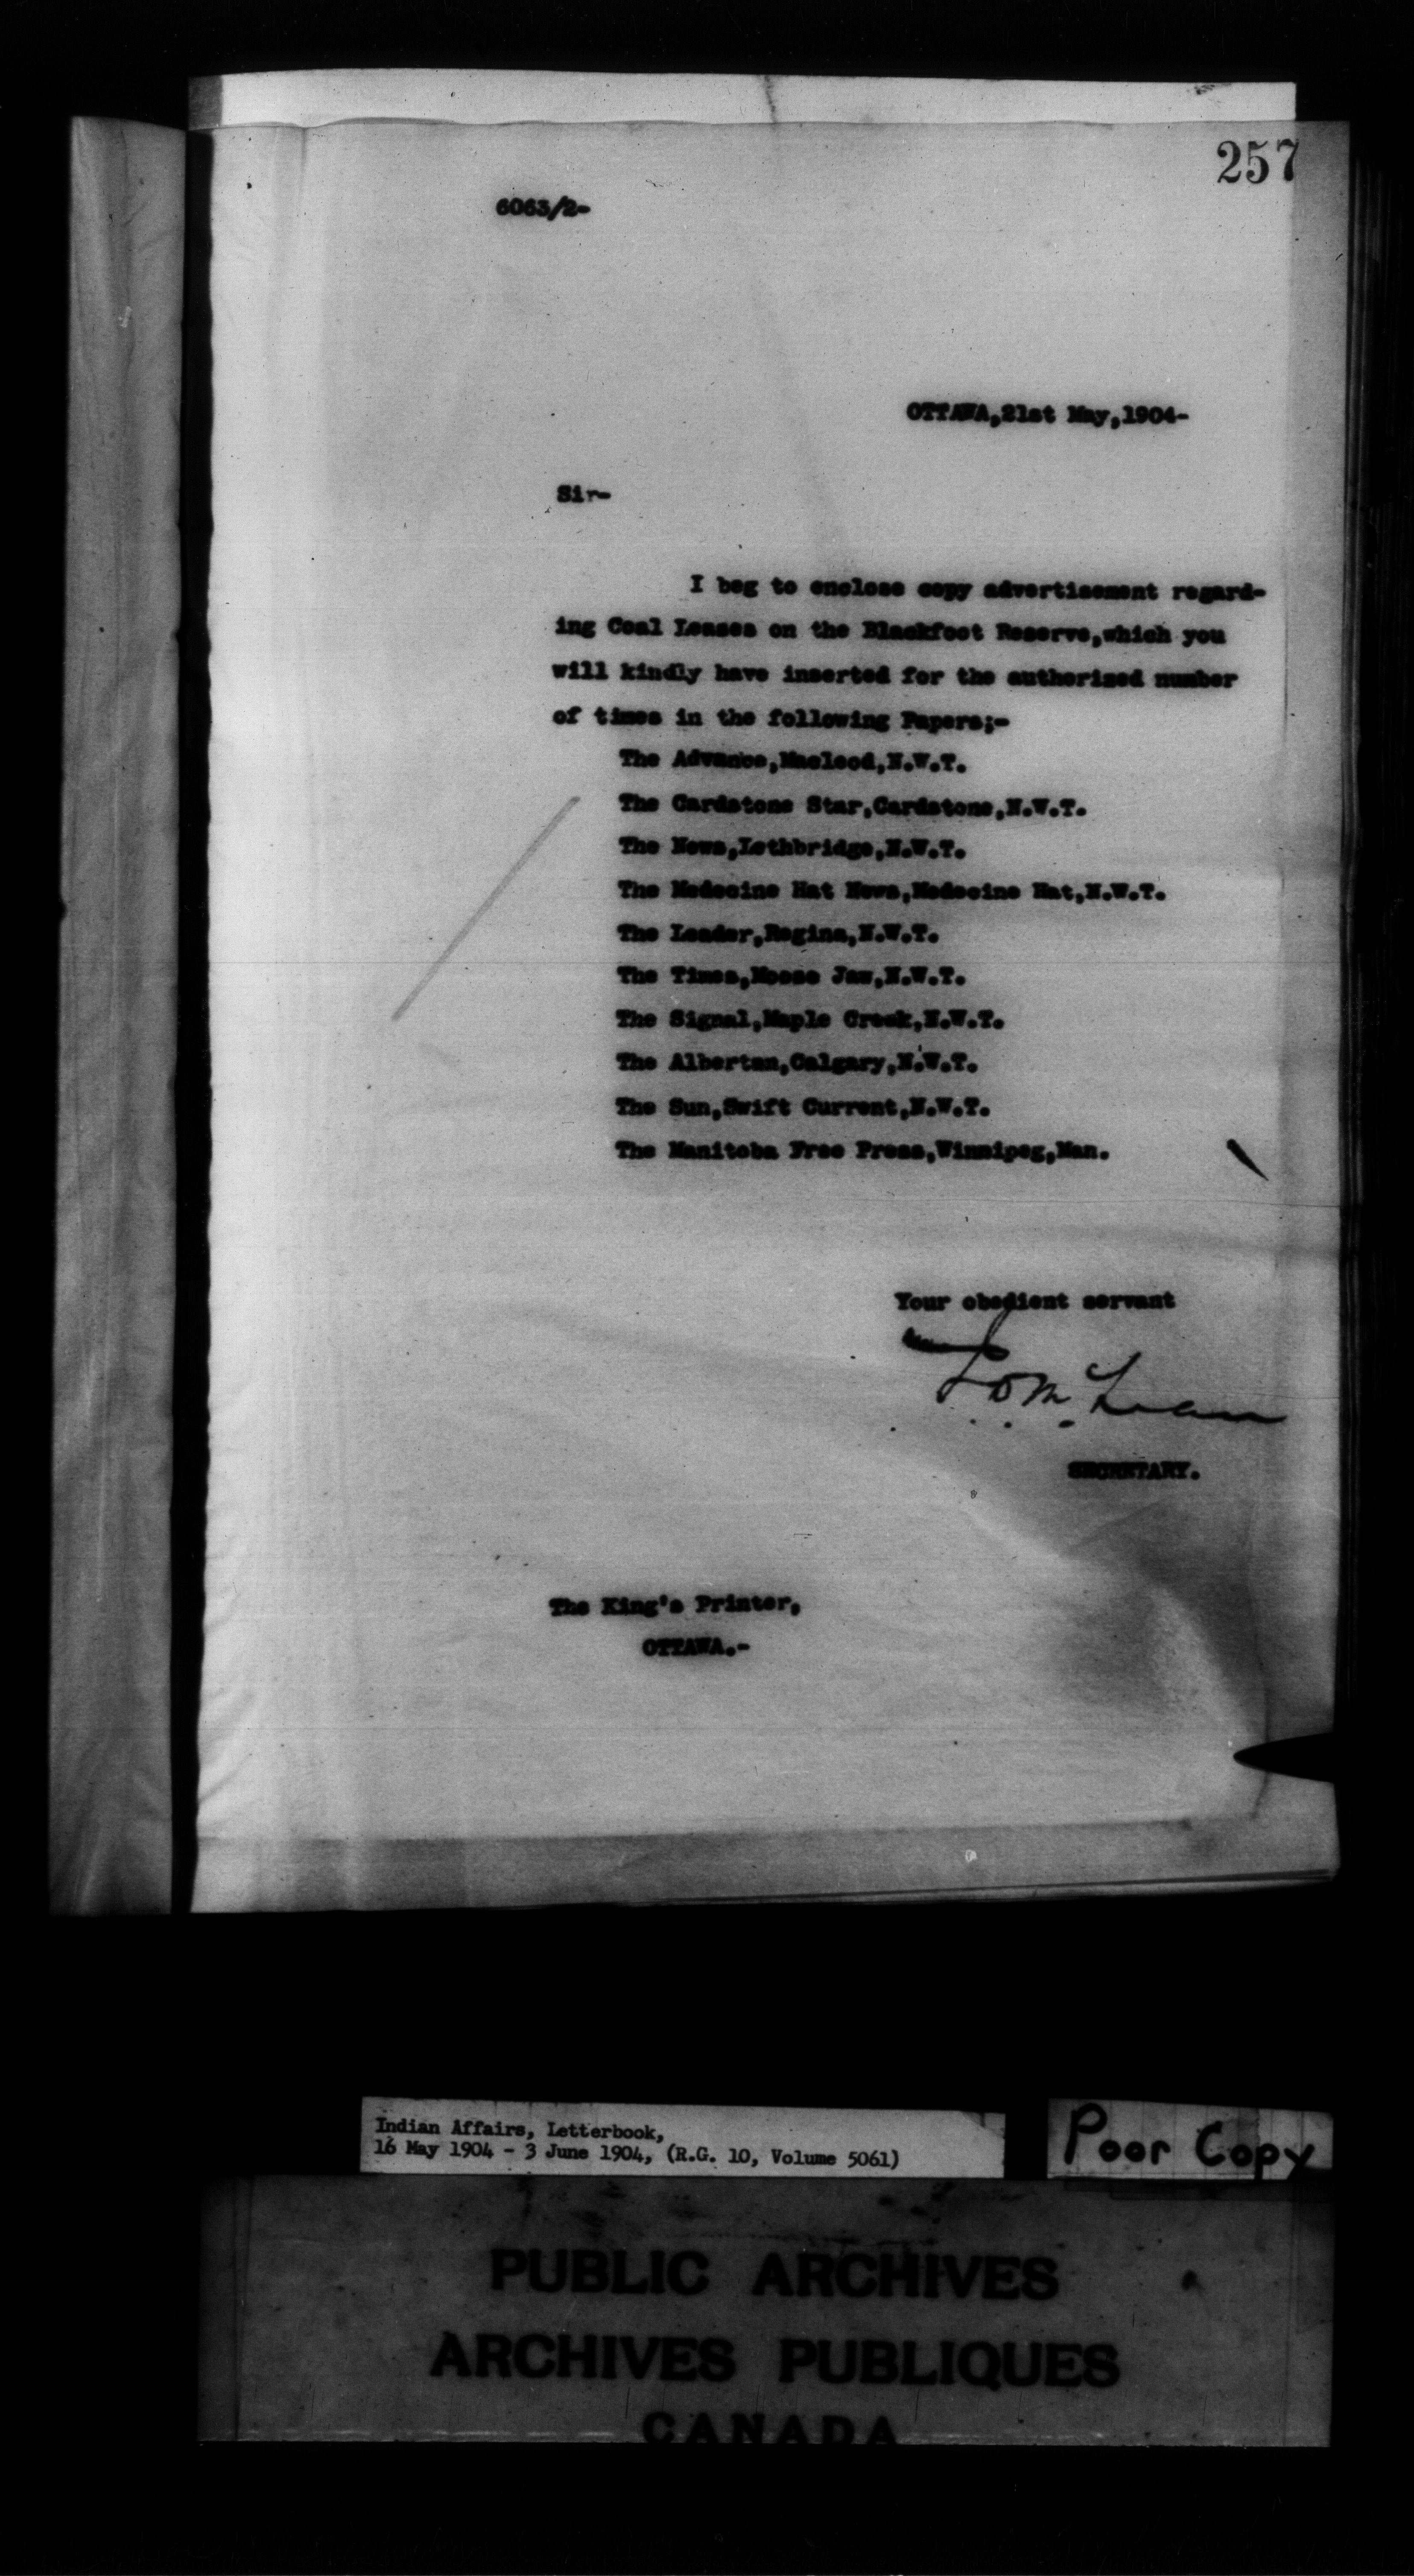 257
6063/2-
OTTAWA,21st May,1904-
Sir-
I beg to enclose copy advertisement regard-
ing Coal Leases on the Blackfoot Reserve,which you
will kindly have inserted for the authorized number
of times in the following Papers;-
The Advance,Macleod,N.W.T.
The Cardstone Star,Cardstone,N.W.T.
The News,Lethbridge,N.W.T.
The Medecine Hat News,Medecine Hat,N.W.T.
The Leader,Regina,N.W.T.
The Times,Moose Jaw,N.W.T.
The Signal,Maple Creek,N.W.T.
The Albertan,Calgary,N.W.T.
The Sun,Swift Current,N.W.T.
The Manitoba Free Press,Winnipeg,Man.
Your obedient servant
SECRETARY.
The King's Printer,
OTTAWA.-
Indian Affairs, Letterbook,
16 May 1904 - 3 June 1904, (R.G. 10, Volume 5061)
Poor Copy
PUBLIC ARCHIVES
ARCHIVES PUBLIQUES
CANADA